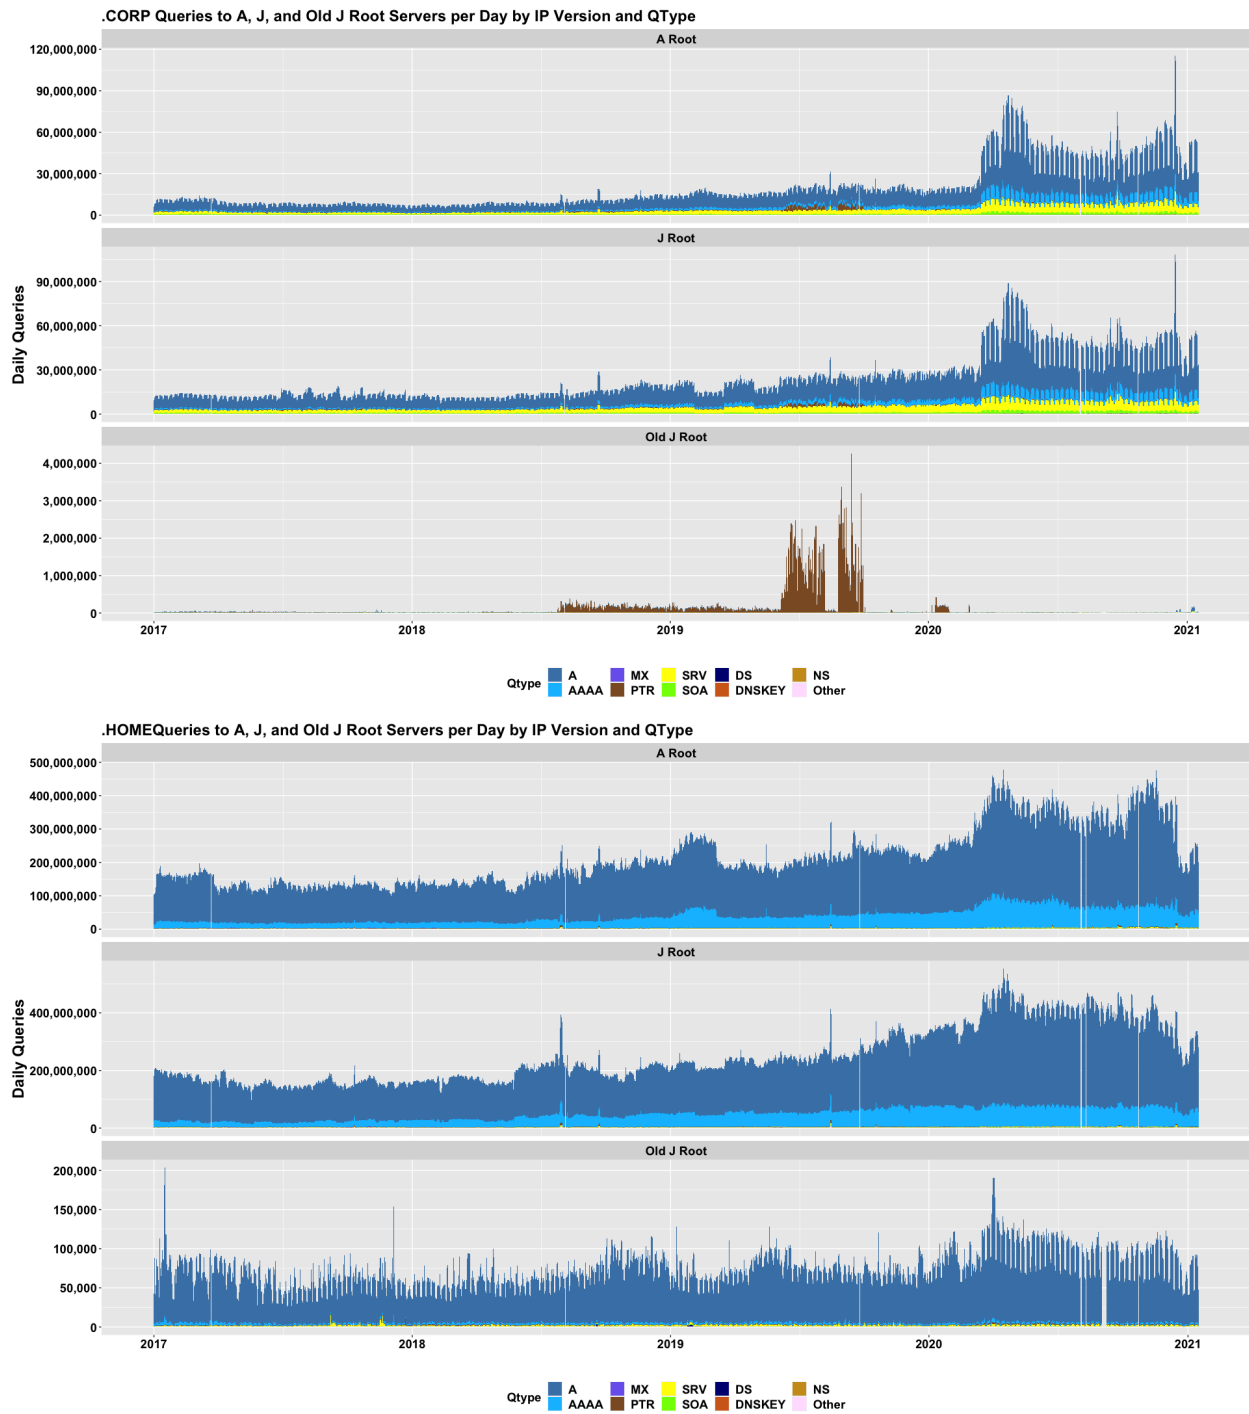 .CORP Queries to A, J, and Old J Root Servers per Day by IP Version and QType
A Root
120,000,000
90,000,000
60,000,000
30,000,000
0
J Root
90,000,000
60,000,000
30,000,000
0
Daily Queries
Old J Root
4,000,000
3,000,000
2,000,000
1,000,000
0
2017 2018 2019 2020 2021
Qtype A MX SRV DS NS
AAAA PTR SOA DNSKEY Other
.HOMEQueries to A, J, and Old J Root Servers per Day by IP Version and QType
A Root
500,000,000
400,000,000
300,000,000
200,000,000
100,000,000
0
J Root
400,000,000
200,000,000
0
Daily Queries
Old J Root
200,000
150,000
100,000
50,000
0
2017 2018 2019 2020 2021
Qtype A MX SRV DS NS
AAAA PTR SOA DNSKEY Other